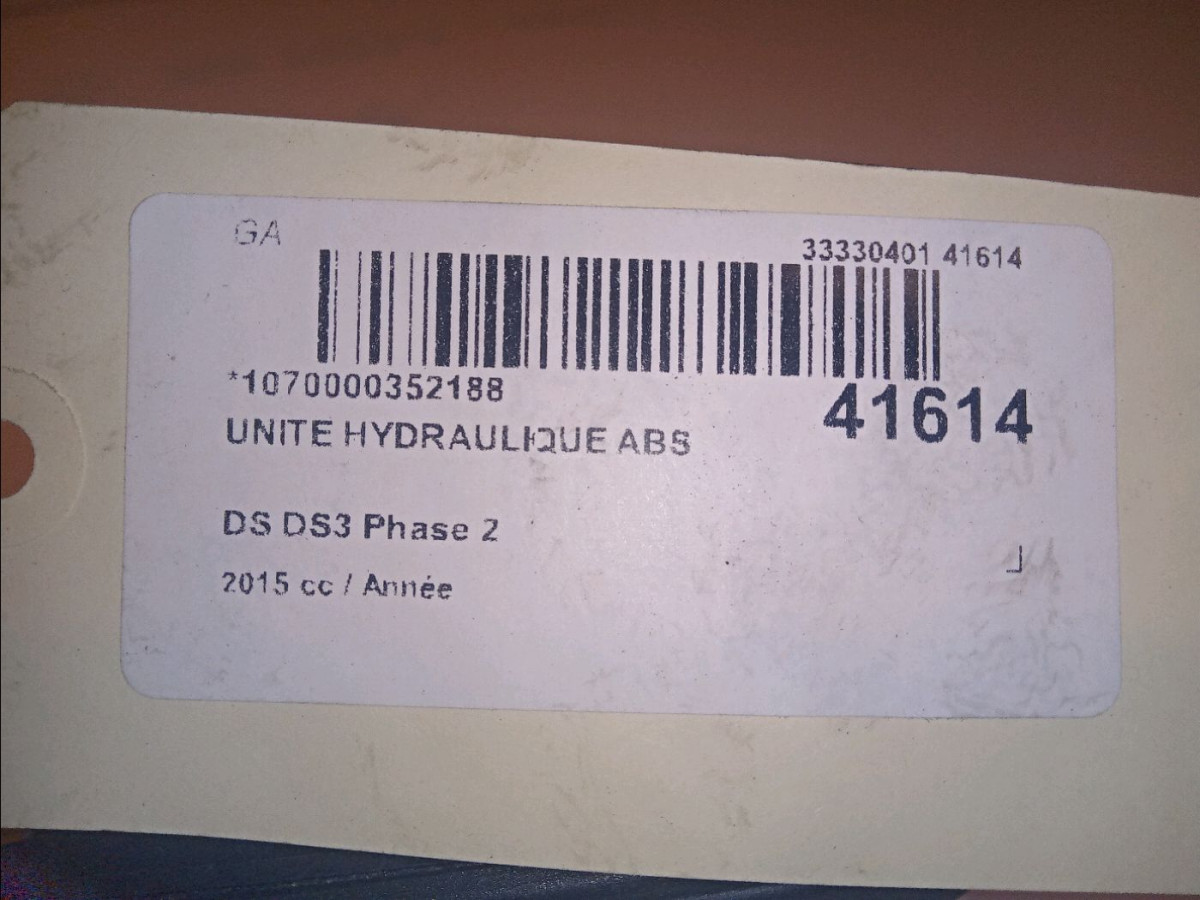 GA
33330401 41614
*1070000352188
41614
UNITE HYDRAULIQUE ABS
DS DS3 Phase 2
2015 cc / Année